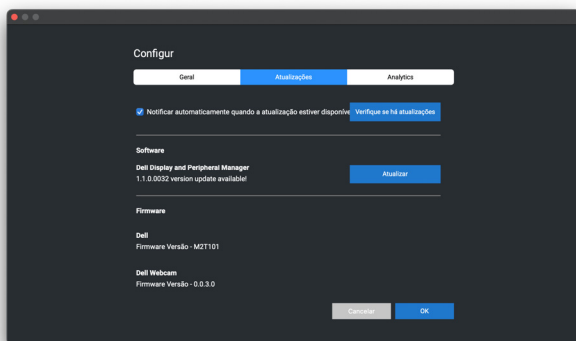 Configur
Geral
Atualizações
Analytics
Notificar automaticamente quando a atualização estiver disponíve
Verifique se há atualizações
Software
Dell Display and Peripheral Manager
1.1.0.0032 version update available!
Atualizar
Firmware
Dell
Firmware Versão - M2T101
Dell Webcam
Firmware Versão - 0.0.3.0
Cancelar
OK